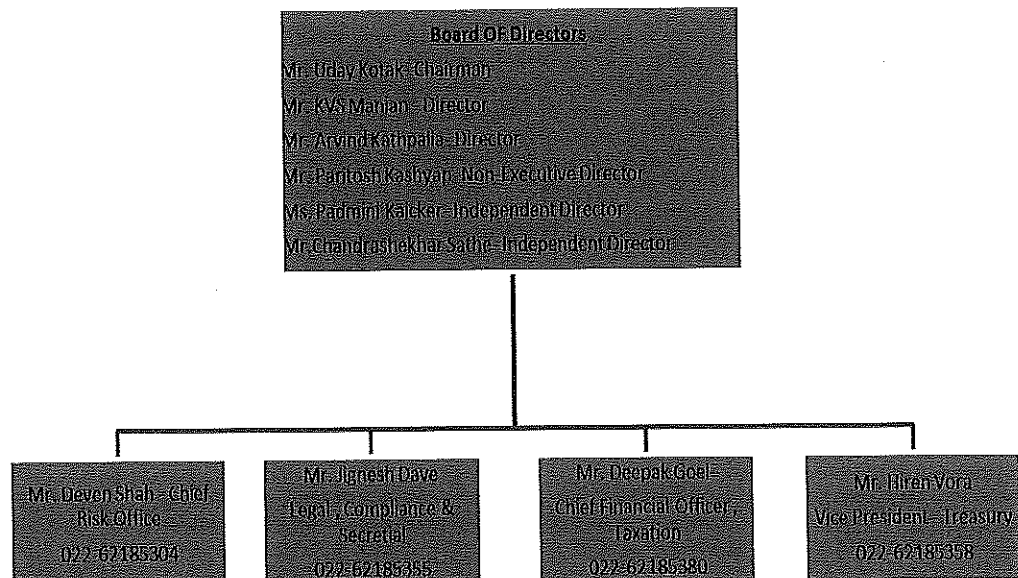 Board OF Directors
Mr. Uday Kotak- Chairman
Mr. KVS Manian - Director
Mr. Arvind Kathpalia- Director
Mr. Paritosh Kashyap- Non-Executive Director
Ms. Padmini Kaicker- Independent Director
Mr.Chandrashekhar Sathe- Independent Director
Mr. Deven Shah - Chief
Risk Office
022-62185304
Mr. Jignesh Dave
Legal , Compliance &
Secretial
022-62185355
Mr. Deepak Goel-
Chief Financial Officer ,
Taxation
022-62185380
Mr. Hiren Vora
Vice President - Treasury
022-62185358